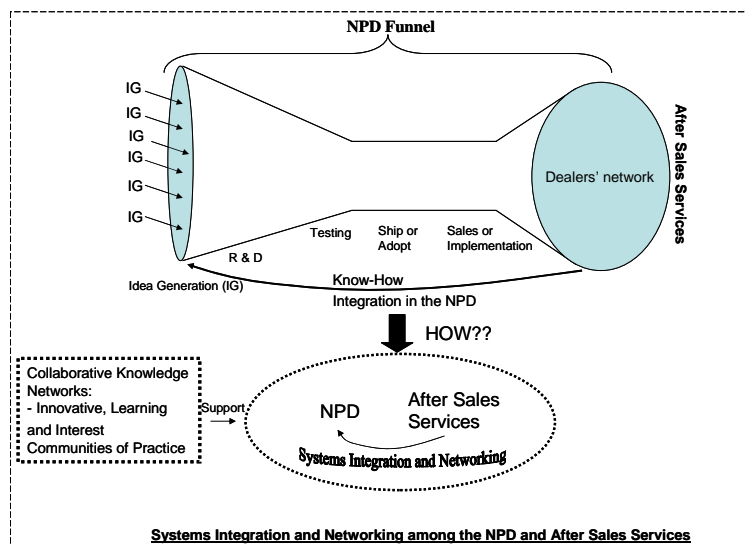 NPD Funnel
IG
IG
IG
IG
IG
IG
After Sales Services
Dealers' network
Testing
Ship or
Adopt
Sales or
Implementation
R & D
Idea Generation (IG)
Know-How
Integration in the NPD
HOW??
Collaborative Knowledge
Networks:
- Innovative, Learning
and Interest
Communities of Practice
Support
NPD
After Sales
Services
Systems Integration and Networking
Systems Integration and Networking among the NPD and After Sales Services